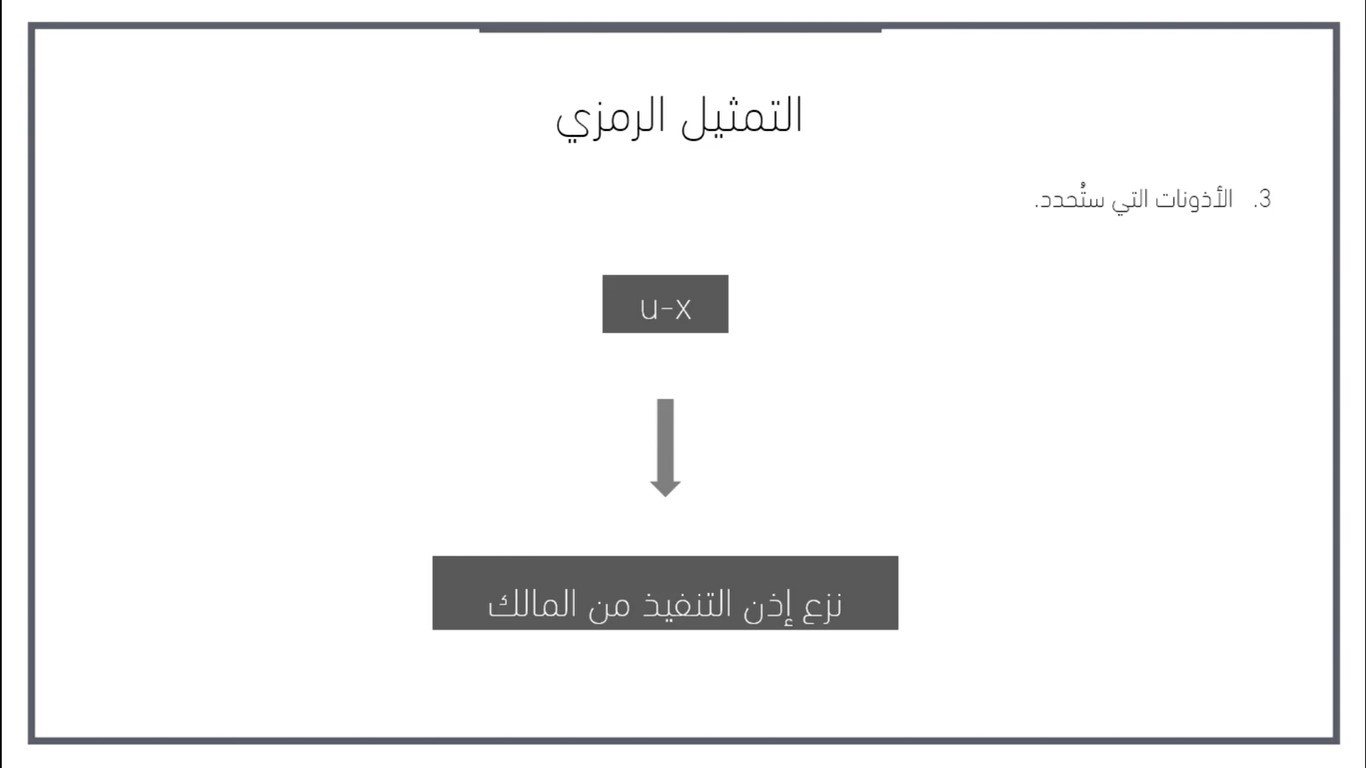 التمثيل الرمزي
3. الأذونات التي ستُحدد.
u-x
نزع إذن التنفيذ من المالك